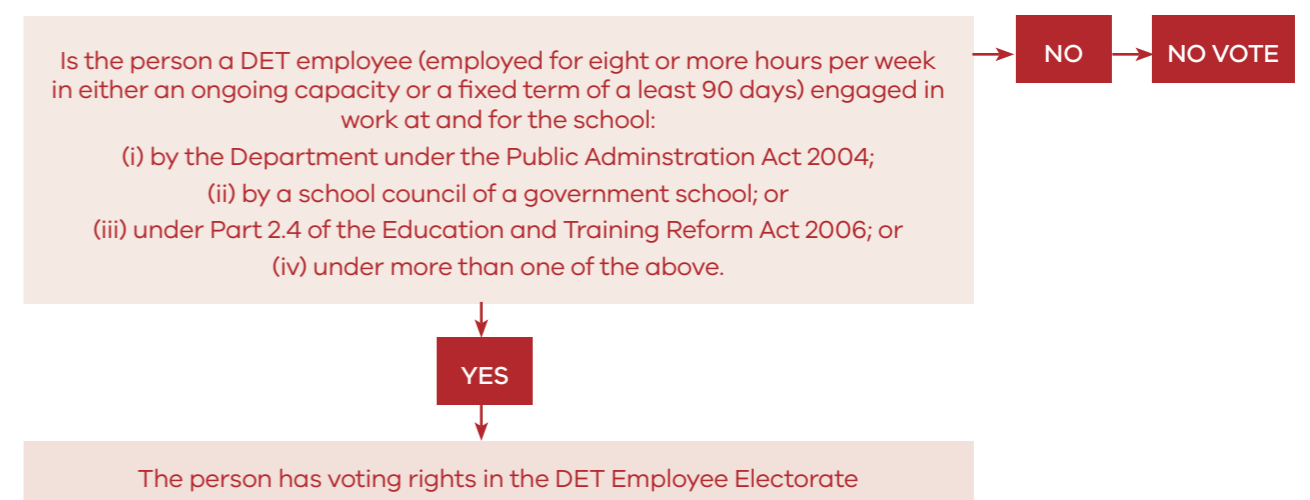 Is the person a DET employee (employed for eight or more hours per week
in either an ongoing capacity or a fixed term of a least 90 days) engaged in
work at and for the school:
(i) by the Department under the Public Adminstration Act 2004;
(ii) by a school council of a government school; or
(iii) under Part 2.4 of the Education and Training Reform Act 2006; or
(iv) under more than one of the above.
NO
NO VOTE
YES
The person has voting rights in the DET Employee Electorate